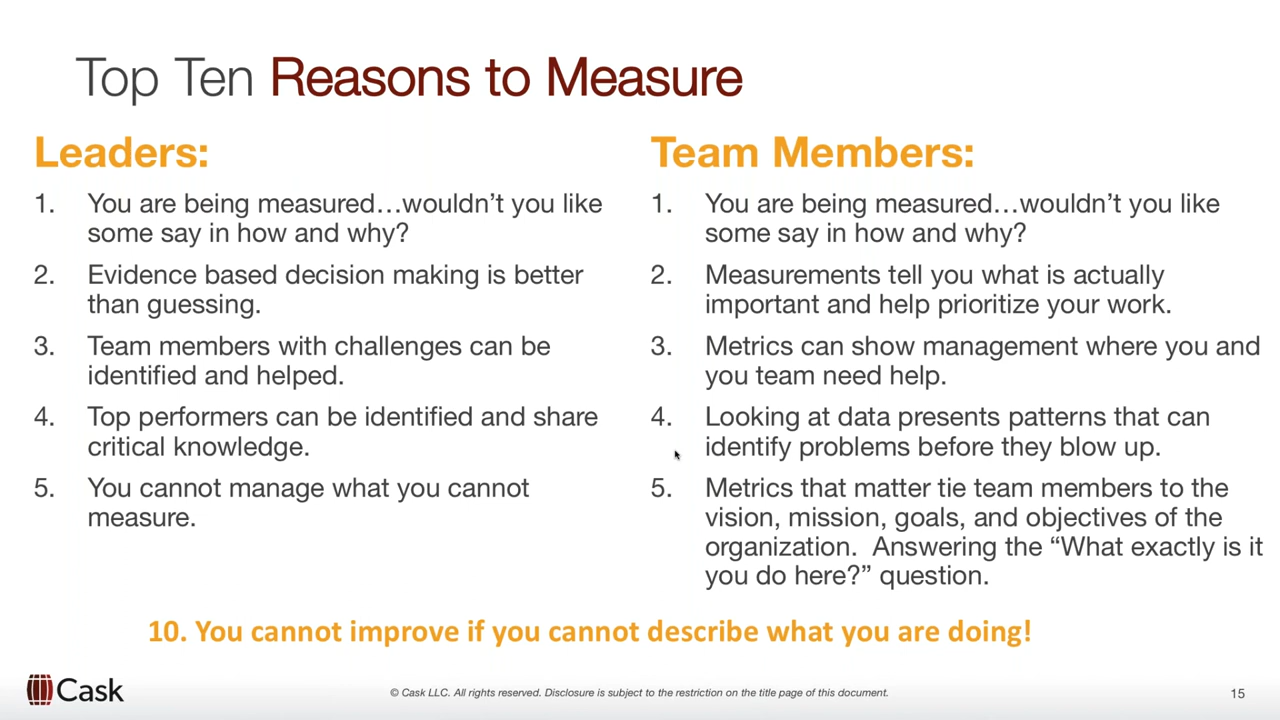 Top Ten Reasons to Measure
Leaders:
1. You are being measured…wouldn’t you like
some say in how and why?
2. Evidence based decision making is better
than guessing.
3. Team members with challenges can be
identified and helped.
4. Top performers can be identified and share
critical knowledge.
5. You cannot manage what you cannot
measure.
Team Members:
1. You are being measured…wouldn’t you like
some say in how and why?
2. Measurements tell you what is actually
important and help prioritize your work.
3. Metrics can show management where you and
you team need help.
4. Looking at data presents patterns that can
identify problems before they blow up.
5. Metrics that matter tie team members to the
vision, mission, goals, and objectives of the
organization.  Answering the “What exactly is it
you do here?” question.
10. You cannot improve if you cannot describe what you are doing!
Cask
© Cask LLC. All rights reserved. Disclosure is subject to the restriction on the title page of this document.
15